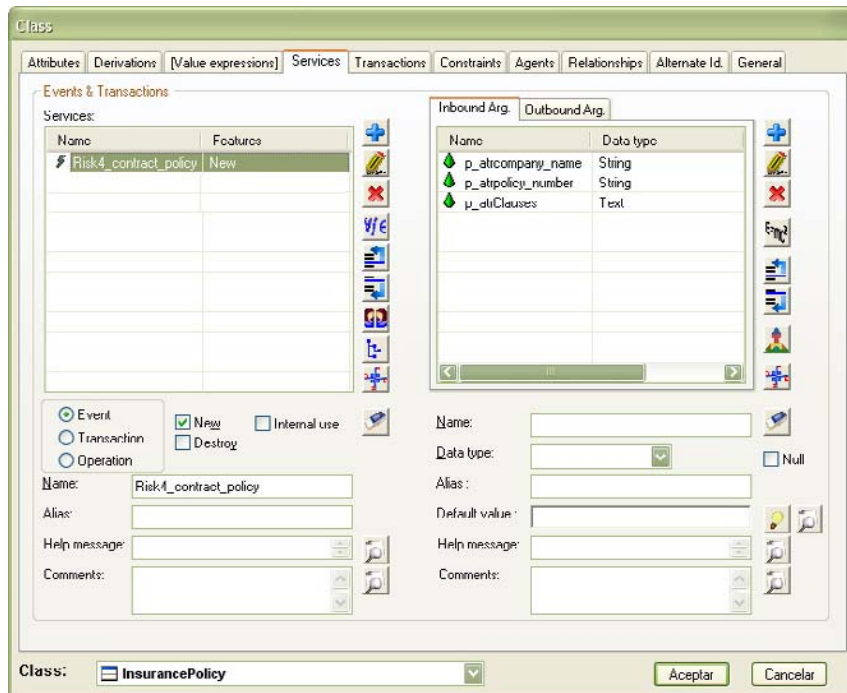 Class
Attributes Derivations [Value expressions] Services Transactions Constraints Agents Relationships Alternate Id. General
Events & Transactions
Services:
Name Features
Risk4_contract_policy New
Inbound Arg. Outbound Arg.
Name Data type
p_atrcompany_name String
p_atrpolicy_number String
p_atrClauses Text
Event
Transaction
Operation
New
Destroy
Internal use
Name: Risk4_contract_policy
Alias:
Help message:
Comments:
Name:
Data type:
Null
Alias :
Default value :
Help message:
Comments:
Class: InsurancePolicy
Aceptar Cancelar